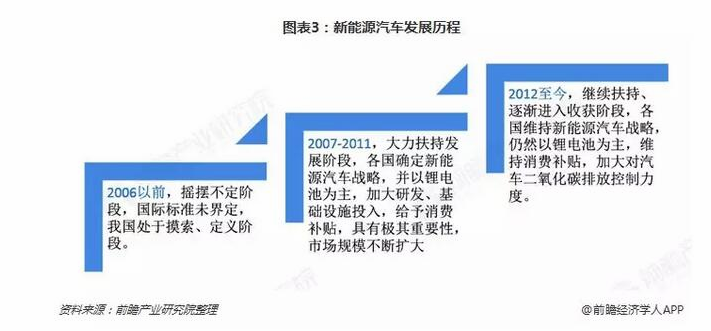 图表3：新能源汽车发展历程
2006以前，摇摆不定阶
段，国际标准未界定，
我国处于摸索、定义阶
段。
2007-2011，大力扶持发
展阶段，各国确定新能
源汽车战略，并以锂电
池为主，加大研发、基
础设施投入，给予消费
补贴，具有极其重要性，
市场规模不断扩大
2012至今，继续扶持、
逐渐进入收获阶段，各
国维持新能源汽车战略，
仍然以锂电池为主，维
持消费补贴，加大对汽
车二氧化碳排放控制力
度。
资料来源：前瞻产业研究院整理
@前瞻经济学人APP